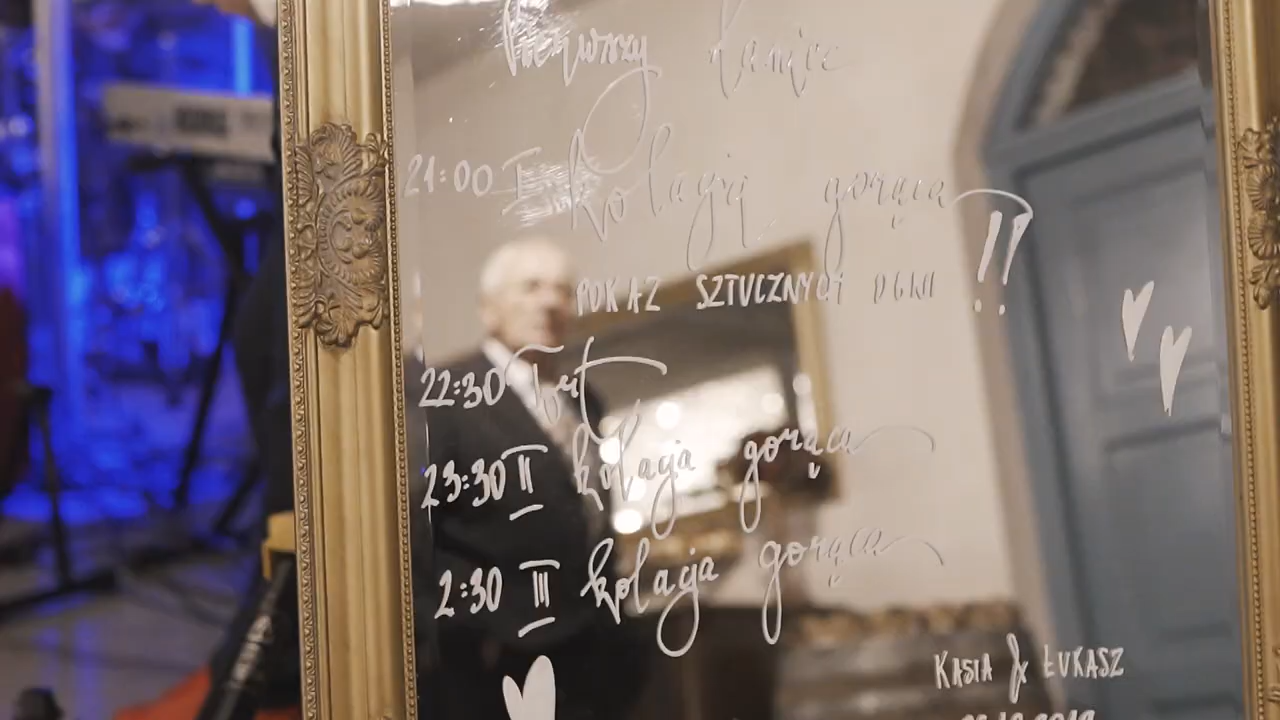 Pierwszy taniec
21:00 I kolacja gorąca
POKAZ SZTUCZNYCH OGNI !!
22:30 Tort
23:30 II kolacja gorąca
2:30 III kolacja gorąca
KASIA & ŁUKASZ